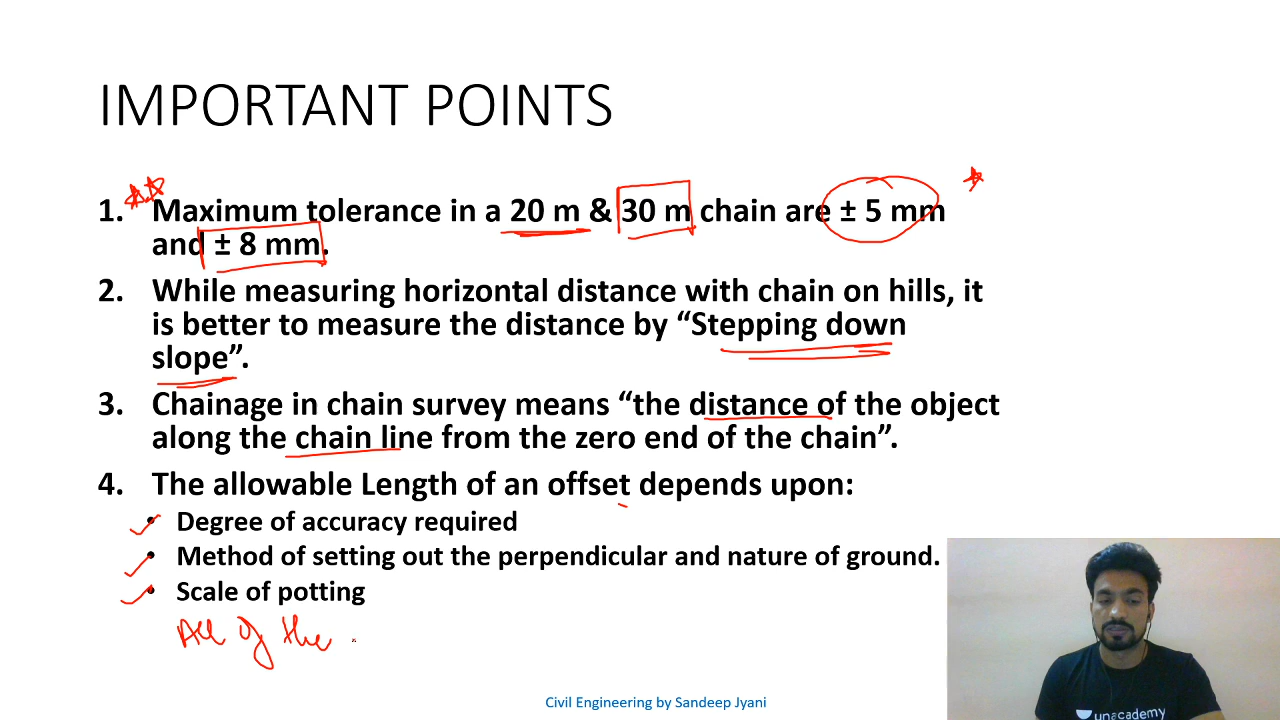 IMPORTANT POINTS
1. Maximum tolerance in a 20 m & 30 m chain are ± 5 mm
and ± 8 mm.
2. While measuring horizontal distance with chain on hills, it
is better to measure the distance by “Stepping down
slope”.
3. Chainage in chain survey means “the distance of the object
along the chain line from the zero end of the chain”.
4. The allowable Length of an offset depends upon:
• Degree of accuracy required
• Method of setting out the perpendicular and nature of ground.
• Scale of potting
All of the
Civil Engineering by Sandeep Jyani
unacademy